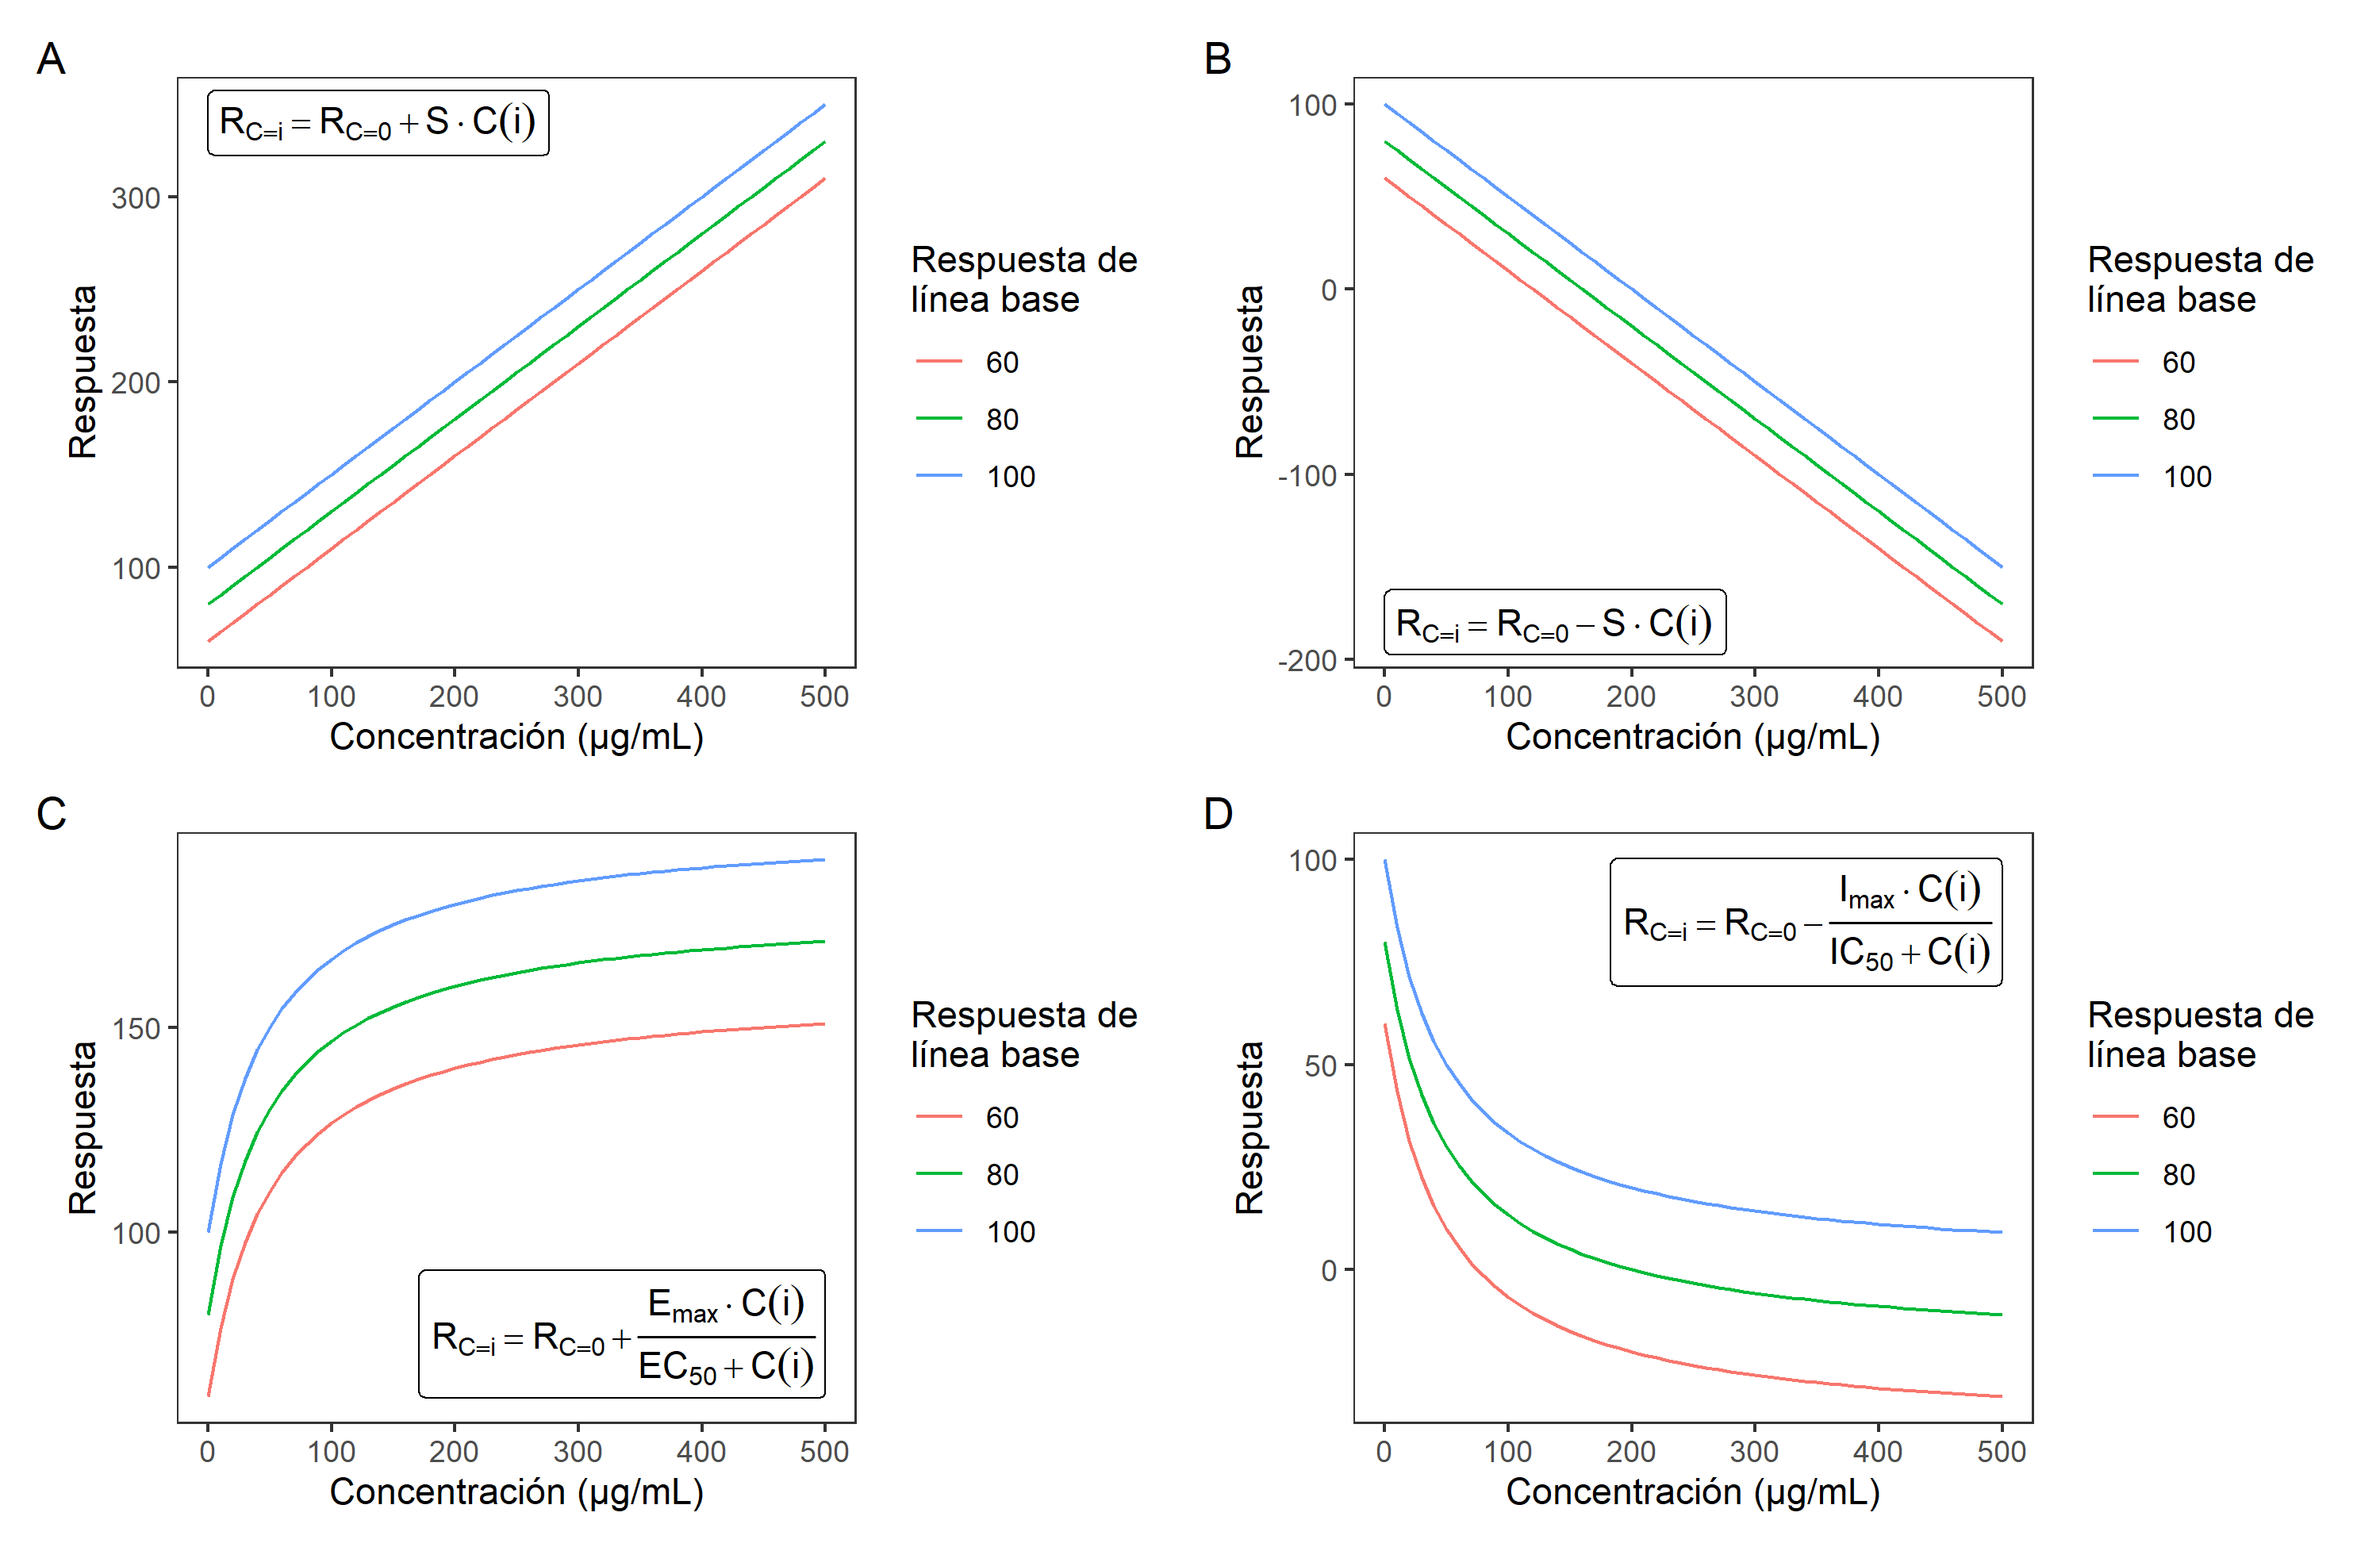 A
R_C=i = R_C=0 + S · C(i)
300
200
100
Respuesta
0 100 200 300 400 500
Concentración (µg/mL)
Respuesta de
línea base
60
80
100
B
100
0
-100
-200
Respuesta
R_C=i = R_C=0 − S · C(i)
0 100 200 300 400 500
Concentración (µg/mL)
Respuesta de
línea base
60
80
100
C
150
100
Respuesta
R_C=i = R_C=0 + E_max · C(i) / EC_50 + C(i)
0 100 200 300 400 500
Concentración (µg/mL)
Respuesta de
línea base
60
80
100
D
100
50
0
Respuesta
R_C=i = R_C=0 − I_max · C(i) / IC_50 + C(i)
0 100 200 300 400 500
Concentración (µg/mL)
Respuesta de
línea base
60
80
100